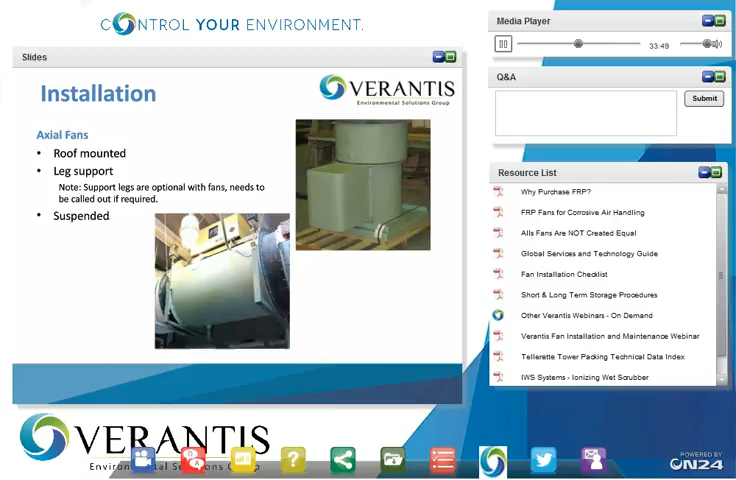 CONTROL YOUR ENVIRONMENT.
Slides
Installation
VERANTIS
Environmental Solutions Group
Axial Fans
• Roof mounted
• Leg support
Note: Support legs are optional with fans, needs to
be called out if required.
• Suspended
Media Player
33:49
Q&A
Submit
Resource List
Why Purchase FRP?
FRP Fans for Corrosive Air Handling
Alls Fans Are NOT Created Equal
Global Services and Technology Guide
Fan Installation Checklist
Short & Long Term Storage Procedures
Other Verantis Webinars - On Demand
Verantis Fan Installation and Maintenance Webinar
Tellerette Tower Packing Technical Data Index
IWS Systems - Ionizing Wet Scrubber
VERANTIS
Environmental Solutions Group
Q A
?
POWERED BY
ON24